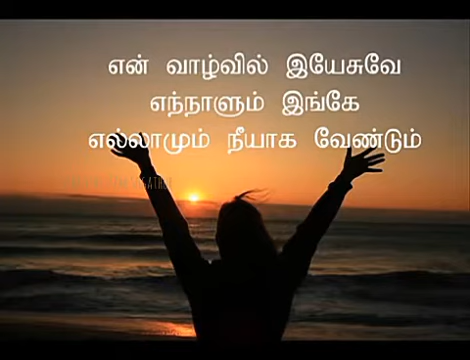 என் வாழ்வில் இயேசுவே
எந்நாளும் இங்கே
எல்லாமும் நீயாக வேண்டும்